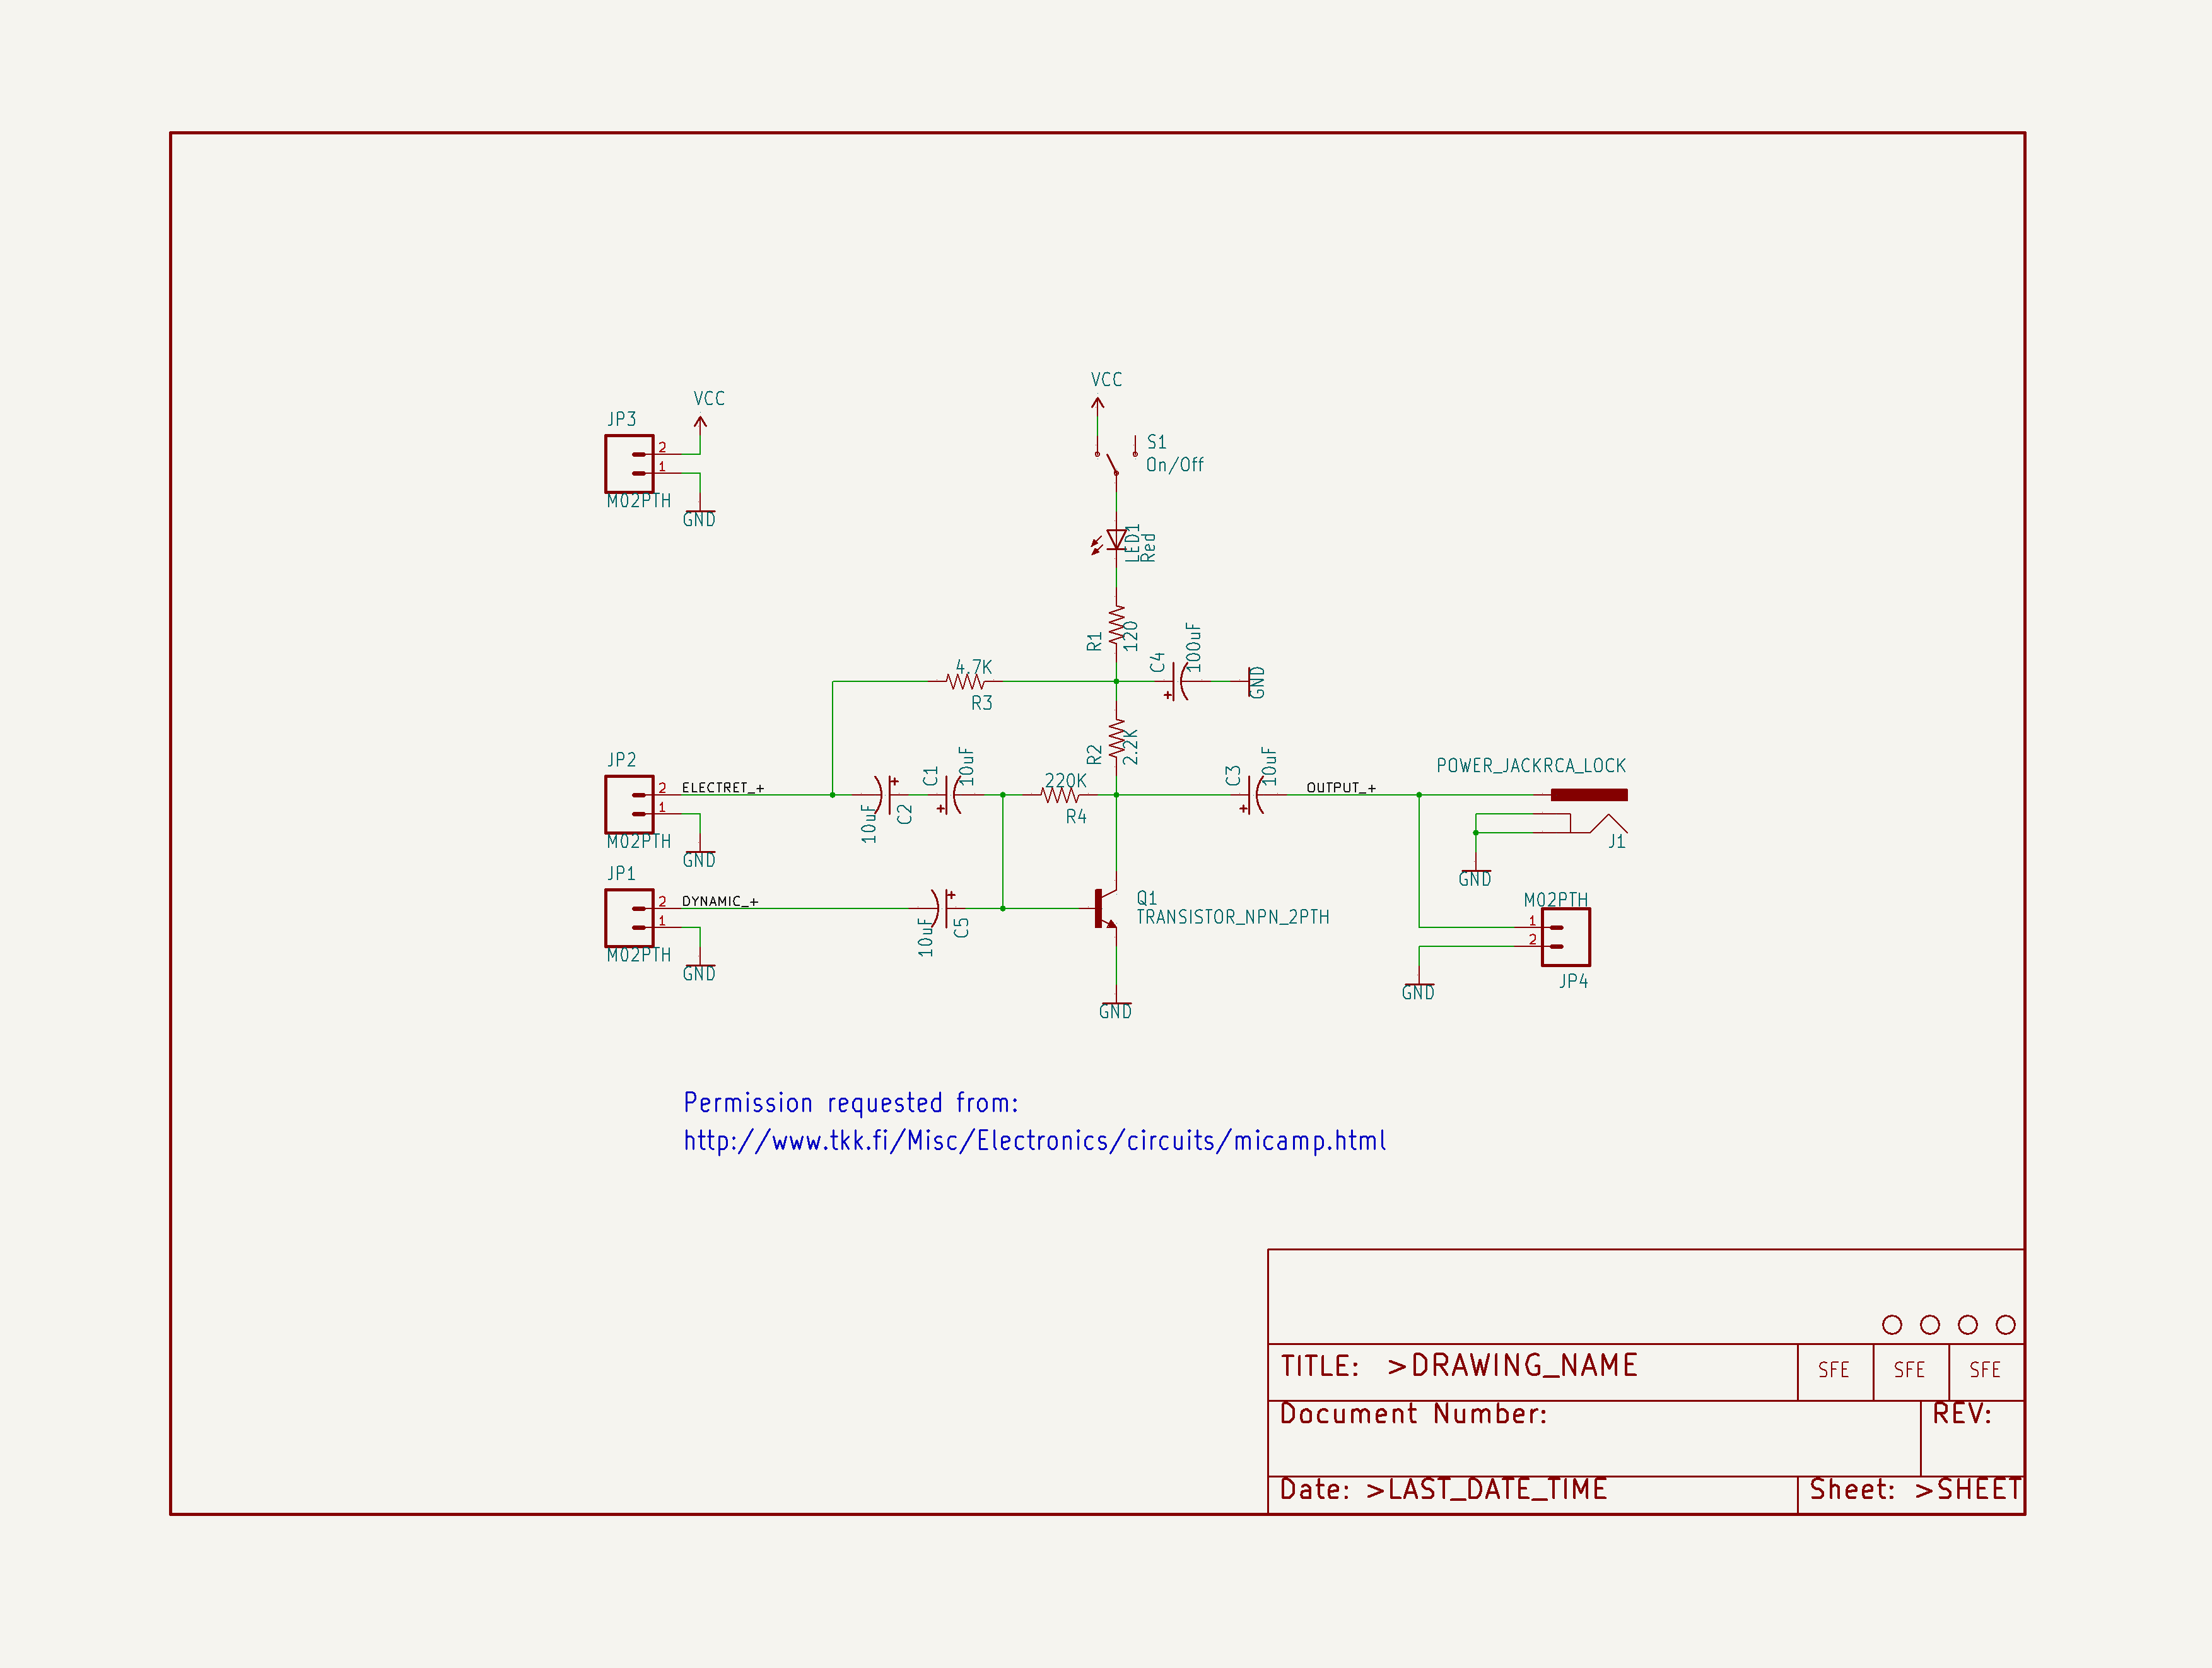 VCC
VCC
JP3
2
1
M02PTH
GND
S1
On/Off
LED1
Red
R1
120
C4
100uF
GND
4.7K
R3
R2
2.2K
JP2
2
1
M02PTH
ELECTRET_+
GND
10uF
C2
C1
10uF
220K
R4
C3
10uF
OUTPUT_+
POWER_JACKRCA_LOCK
J1
GND
JP1
2
1
M02PTH
DYNAMIC_+
GND
10uF
C5
Q1
TRANSISTOR_NPN_2PTH
GND
M02PTH
1
2
JP4
GND
Permission requested from:
http://www.tkk.fi/Misc/Electronics/circuits/micamp.html
TITLE: >DRAWING_NAME
SFE SFE SFE
Document Number:
REV:
Date: >LAST_DATE_TIME
Sheet: >SHEET